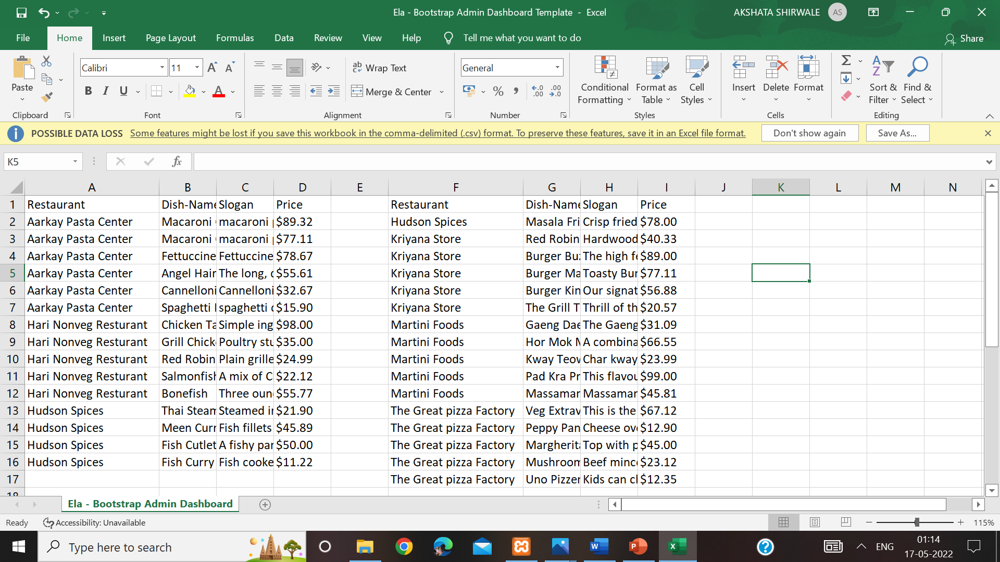 Ela - Bootstrap Admin Dashboard Template - Excel
AKSHATA SHIRWALE AS
File Home Insert Page Layout Formulas Data Review View Help Tell me what you want to do Share
Paste
Clipboard
Calibri 11
B I U
Font
Wrap Text
Merge & Center
Alignment
General
Number
Conditional Formatting
Format as Table
Cell Styles
Styles
Insert Delete Format
Cells
Sort & Filter
Find & Select
Editing
POSSIBLE DATA LOSS Some features might be lost if you save this workbook in the comma-delimited (.csv) format. To preserve these features, save it in an Excel file format. Don't show again Save As...
K5 fx
A B C D E F G H I J K L M N
1 Restaurant Dish-Name Slogan Price Restaurant Dish-Name Slogan Price
2 Aarkay Pasta Center Macaroni macaroni $89.32 Hudson Spices Masala Fri Crisp fried $78.00
3 Aarkay Pasta Center Macaroni macaroni $77.11 Kriyana Store Red Robin Hardwood $40.33
4 Aarkay Pasta Center Fettuccine Fettuccine $78.67 Kriyana Store Burger Bu The high f $89.00
5 Aarkay Pasta Center Angel Hair The long, $55.61 Kriyana Store Burger Ma Toasty Bur $77.11
6 Aarkay Pasta Center Cannelloni Cannelloni $32.67 Kriyana Store Burger Kin Our signat $56.88
7 Aarkay Pasta Center Spaghetti spaghetti $15.90 Kriyana Store The Grill T Thrill of th $20.57
8 Hari Nonveg Resturant Chicken Ta Simple ing $98.00 Martini Foods Gaeng Dae The Gaeng $31.09
9 Hari Nonveg Resturant Grill Chick Poultry stu $35.00 Martini Foods Hor Mok A combina $66.55
10 Hari Nonveg Resturant Red Robin Plain grille $24.99 Martini Foods Kway Teow Char kway $23.99
11 Hari Nonveg Resturant Salmonfish A mix of C $22.12 Martini Foods Pad Kra Pr This flavou $99.00
12 Hari Nonveg Resturant Bonefish Three oun $55.77 Martini Foods Massamar Massamar $45.81
13 Hudson Spices Thai Steam Steamed i $21.90 The Great pizza Factory Veg Extrav This is the $67.12
14 Hudson Spices Meen Curr Fish fillets $45.89 The Great pizza Factory Peppy Pan Cheese ov $12.90
15 Hudson Spices Fish Cutlet A fishy par $50.00 The Great pizza Factory Margherit Top with p $45.00
16 Hudson Spices Fish Curry Fish cooke $11.22 The Great pizza Factory Mushroom Beef minc $23.12
17 The Great pizza Factory Uno Pizzer Kids can cl $12.35
Ela - Bootstrap Admin Dashboard
Ready Accessibility: Unavailable 115%
Type here to search
ENG
01:14
17-05-2022